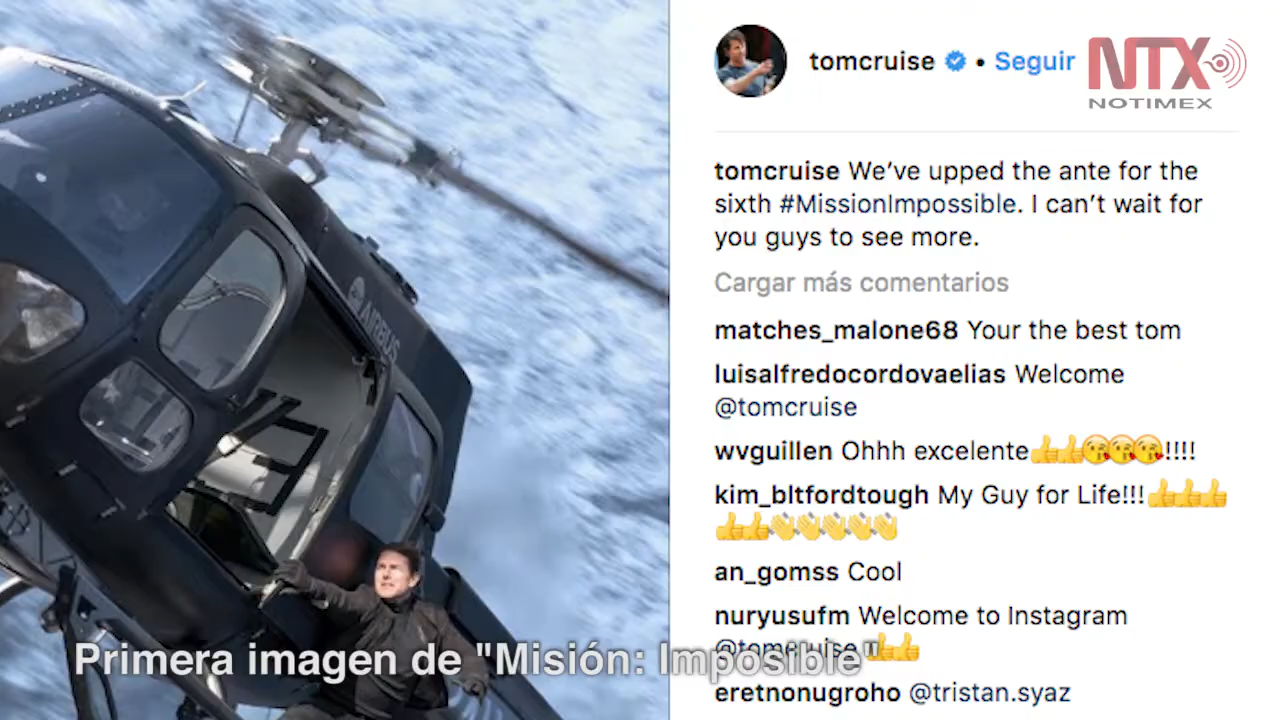 tomcruise • Seguir
NTX
NOTIMEX
tomcruise We've upped the ante for the
sixth #MissionImpossible. I can't wait for
you guys to see more.
Cargar más comentarios
matches_malone68 Your the best tom
luisalfredocordovaelias Welcome
@tomcruise
wvguillen Ohhh excelente👍👍😘😘😘!!!!
kim_bltfordtough My Guy for Life!!!👍👍👍
👍👍👏👏👏👏👏
an_gomss Cool
nuryusufm Welcome to Instagram
@tomcruise 👍👍
eretnonugroho @tristan.syaz
AIRBUS
Primera imagen de "Misión: Imposible"